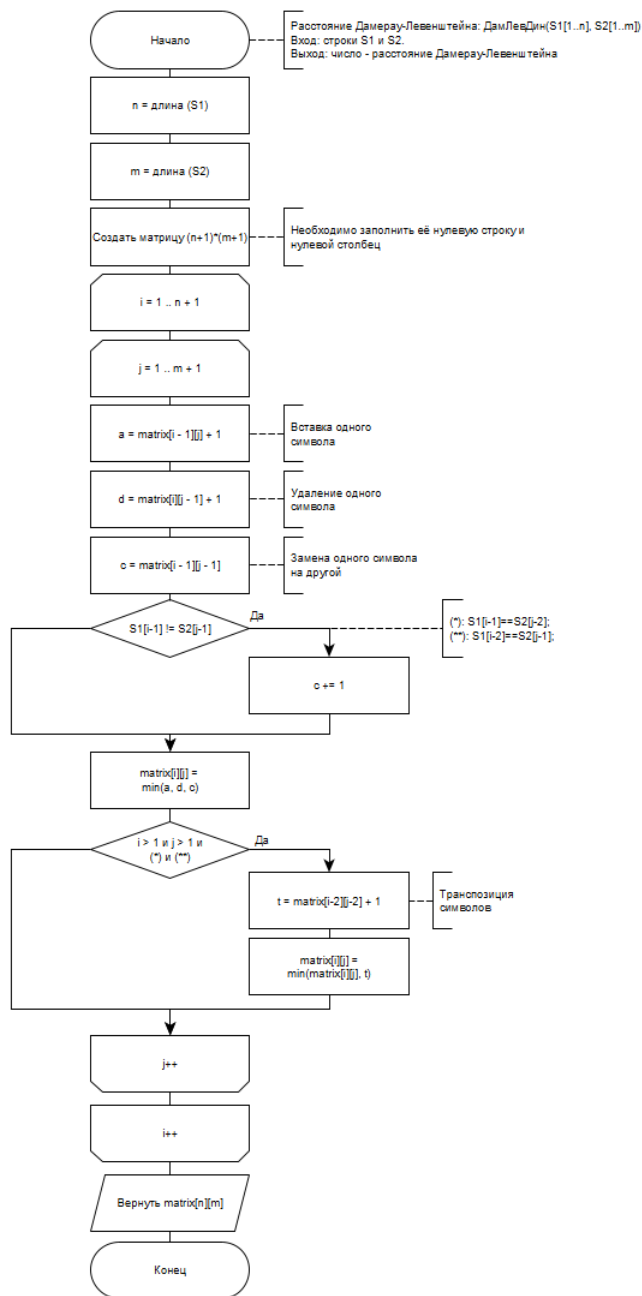 Начало
Расстояние Дамерау-Левенштейна: ДамЛевДин(S1[1..n], S2[1..m])
Вход: строки S1 и S2.
Выход: число - расстояние Дамерау-Левенштейна
n = длина (S1)
m = длина (S2)
Создать матрицу (n+1)*(m+1)
Необходимо заполнить её нулевую строку и
нулевой столбец
i = 1 .. n + 1
j = 1 .. m + 1
a = matrix[i - 1][j] + 1
Вставка одного
символа
d = matrix[i][j - 1] + 1
Удаление одного
символа
c = matrix[i - 1][j - 1]
Замена одного символа
на другой
S1[i-1] != S2[j-1]
Да
(*): S1[i-1]==S2[j-2];
(**): S1[i-2]==S2[j-1];
c += 1
matrix[i][j] =
min(a, d, c)
i > 1 и j > 1 и
(*) и (**)
Да
t = matrix[i-2][j-2] + 1
Транспозиция
символов
matrix[i][j] =
min(matrix[i][j], t)
j++
i++
Вернуть matrix[n][m]
Конец